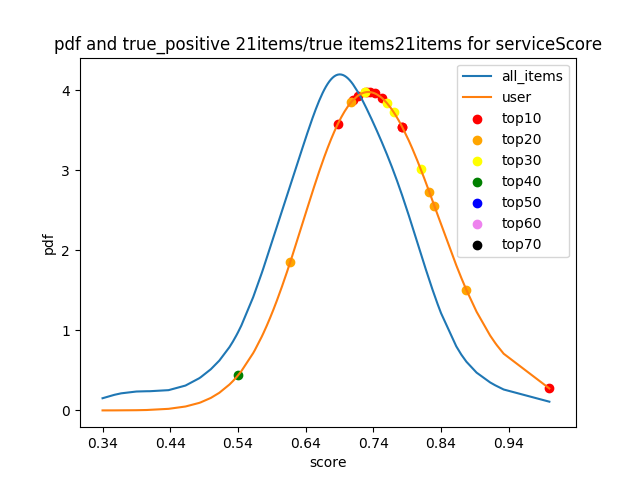 pdf and true_positive 21items/true items21items for serviceScore
all_items
user
top10
top20
top30
top40
top50
top60
top70
pdf
4
3
2
1
0
0.34 0.44 0.54 0.64 0.74 0.84 0.94
score